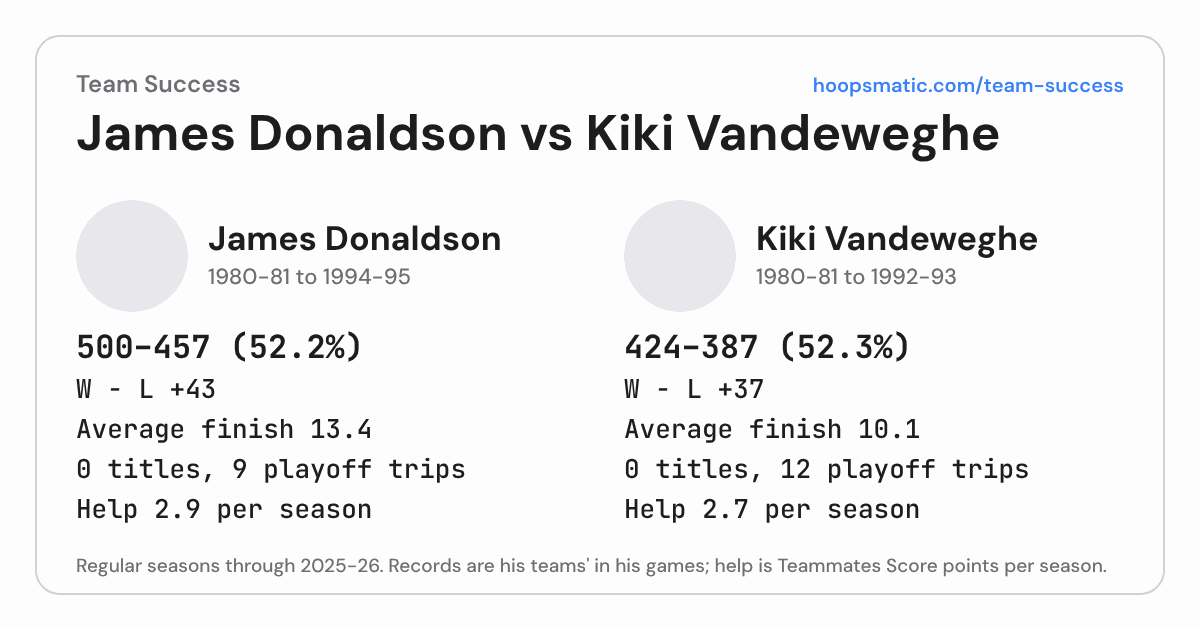 Team Success
hoopsmatic.com/team-success
James Donaldson vs Kiki Vandeweghe
James Donaldson
1980-81 to 1994-95
500-457 (52.2%)
W - L +43
Average finish 13.4
0 titles, 9 playoff trips
Help 2.9 per season
Kiki Vandeweghe
1980-81 to 1992-93
424-387 (52.3%)
W - L +37
Average finish 10.1
0 titles, 12 playoff trips
Help 2.7 per season
Regular seasons through 2025-26. Records are his teams' in his games; help is Teammates Score points per season.